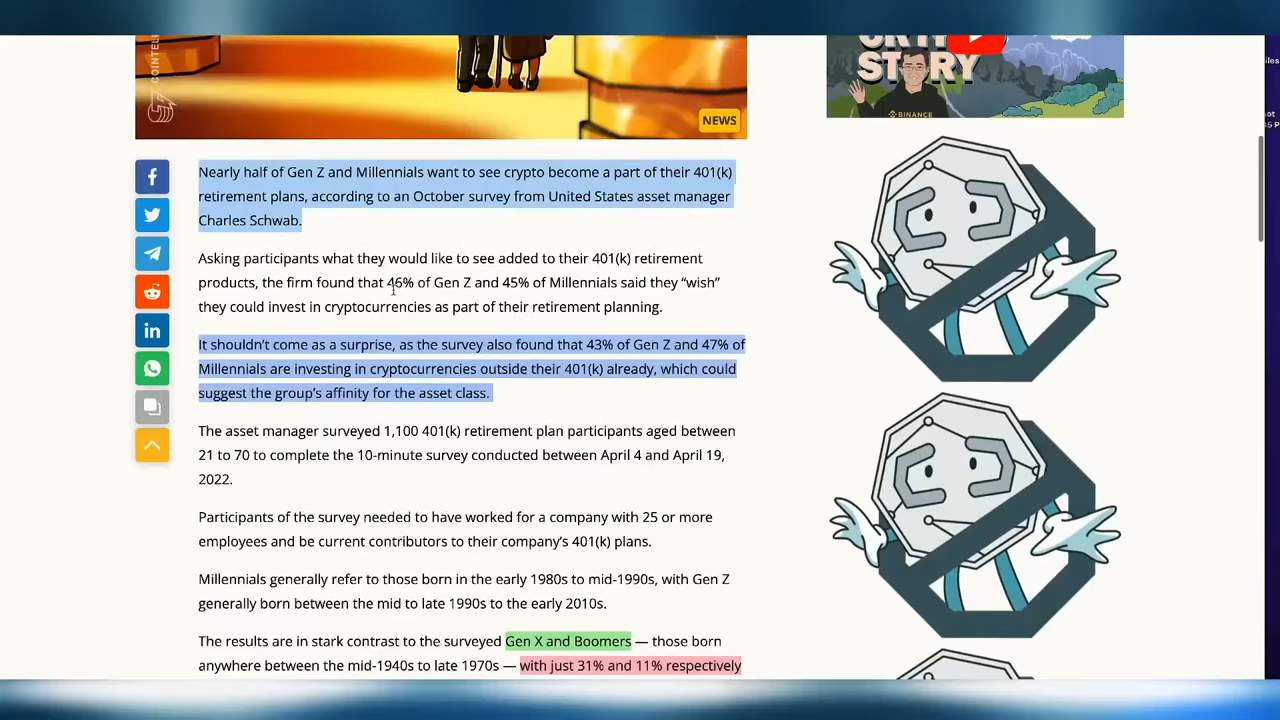 COINTEL
NEWS
STORY
BINANCE
Nearly half of Gen Z and Millennials want to see crypto become a part of their 401(k)
retirement plans, according to an October survey from United States asset manager
Charles Schwab.
Asking participants what they would like to see added to their 401(k) retirement
products, the firm found that 46% of Gen Z and 45% of Millennials said they “wish”
they could invest in cryptocurrencies as part of their retirement planning.
It shouldn’t come as a surprise, as the survey also found that 43% of Gen Z and 47% of
Millennials are investing in cryptocurrencies outside their 401(k) already, which could
suggest the group’s affinity for the asset class.
The asset manager surveyed 1,100 401(k) retirement plan participants aged between
21 to 70 to complete the 10-minute survey conducted between April 4 and April 19,
2022.
Participants of the survey needed to have worked for a company with 25 or more
employees and be current contributors to their company’s 401(k) plans.
Millennials generally refer to those born in the early 1980s to mid-1990s, with Gen Z
generally born between the mid to late 1990s to the early 2010s.
The results are in stark contrast to the surveyed Gen X and Boomers — those born
anywhere between the mid-1940s to late 1970s — with just 31% and 11% respectively